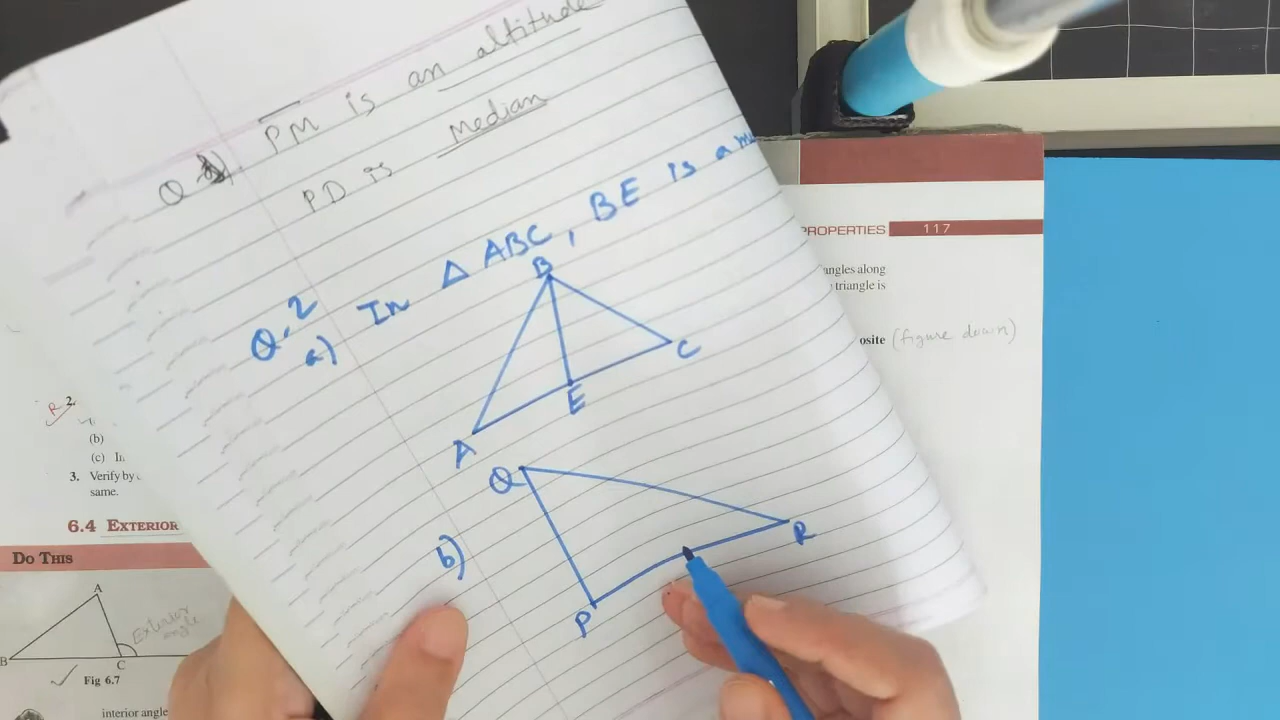 Q PM is an altitude
PD is Median
Q.2
a) In △ ABC, BE is a
B
A
E
C
b)
Q
P
R
PROPERTIES 117
angles along
triangle is
osite (figure down)
R 2.
(b)
(c) In
3. Verify by
same.
6.4 EXTERIOR
DO THIS
A
B
C
Exterior
angle
Fig 6.7
interior angle